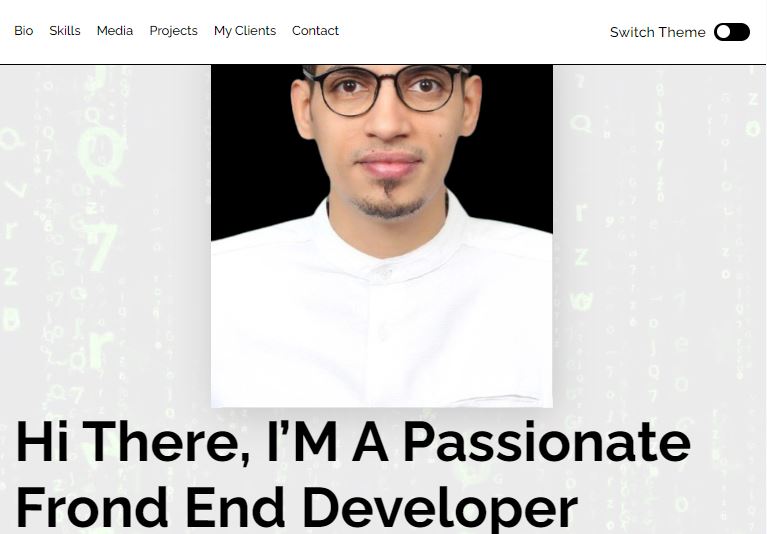 Bio Skills Media Projects My Clients Contact Switch Theme
Hi There, I’M A Passionate
Frond End Developer